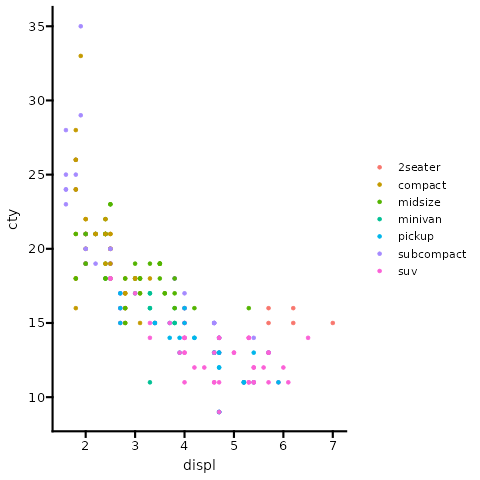 35
30
25
20
15
10
cty
2
3
4
5
6
7
displ
2seater
compact
midsize
minivan
pickup
subcompact
suv